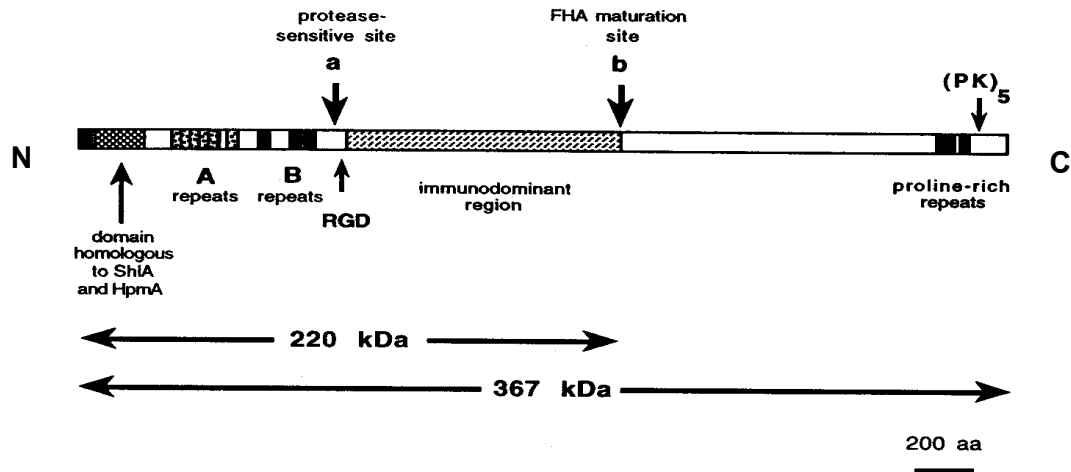 protease-
sensitive site
a
FHA maturation
site
b
(PK)5
N
C
A
repeats
B
repeats
RGD
immunodominant
region
proline-rich
repeats
domain
homologous
to ShlA
and HpmA
220 kDa
367 kDa
200 aa